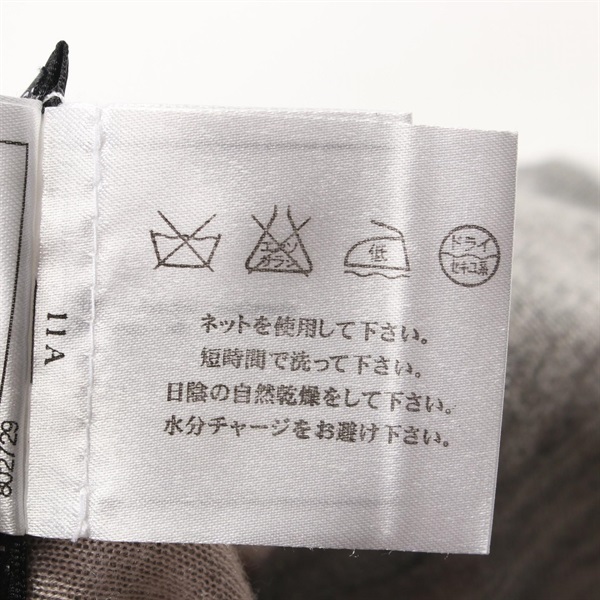 エンソ
サラシ
低
ドライ
セキユ系
ネットを使用して下さい。
短時間で洗って下さい。
日陰の自然乾燥をして下さい。
水分チャージをお避け下さい。
11A
802729